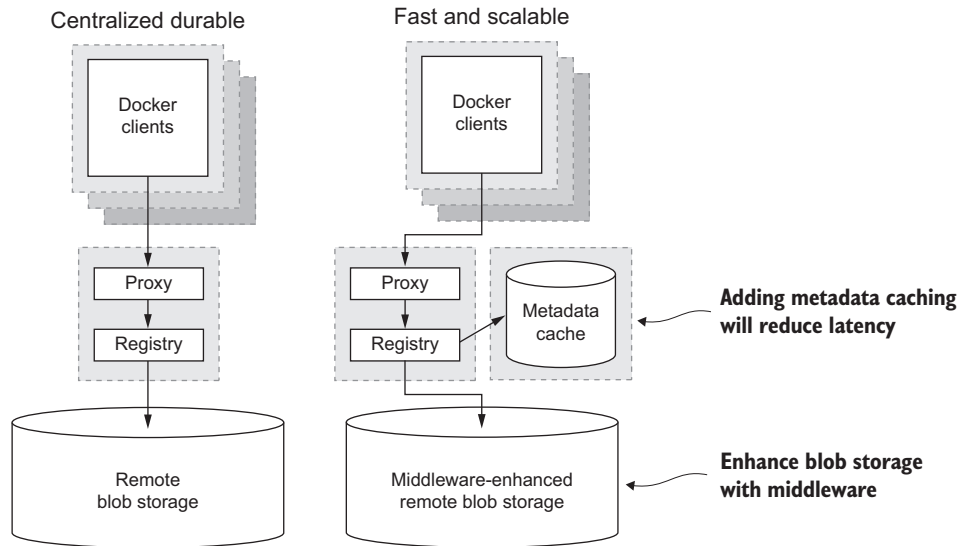 Centralized durable
Docker
clients
Proxy
Registry
Remote
blob storage
Fast and scalable
Docker
clients
Proxy
Registry
Metadata
cache
Middleware-enhanced
remote blob storage
Adding metadata caching
will reduce latency
Enhance blob storage
with middleware